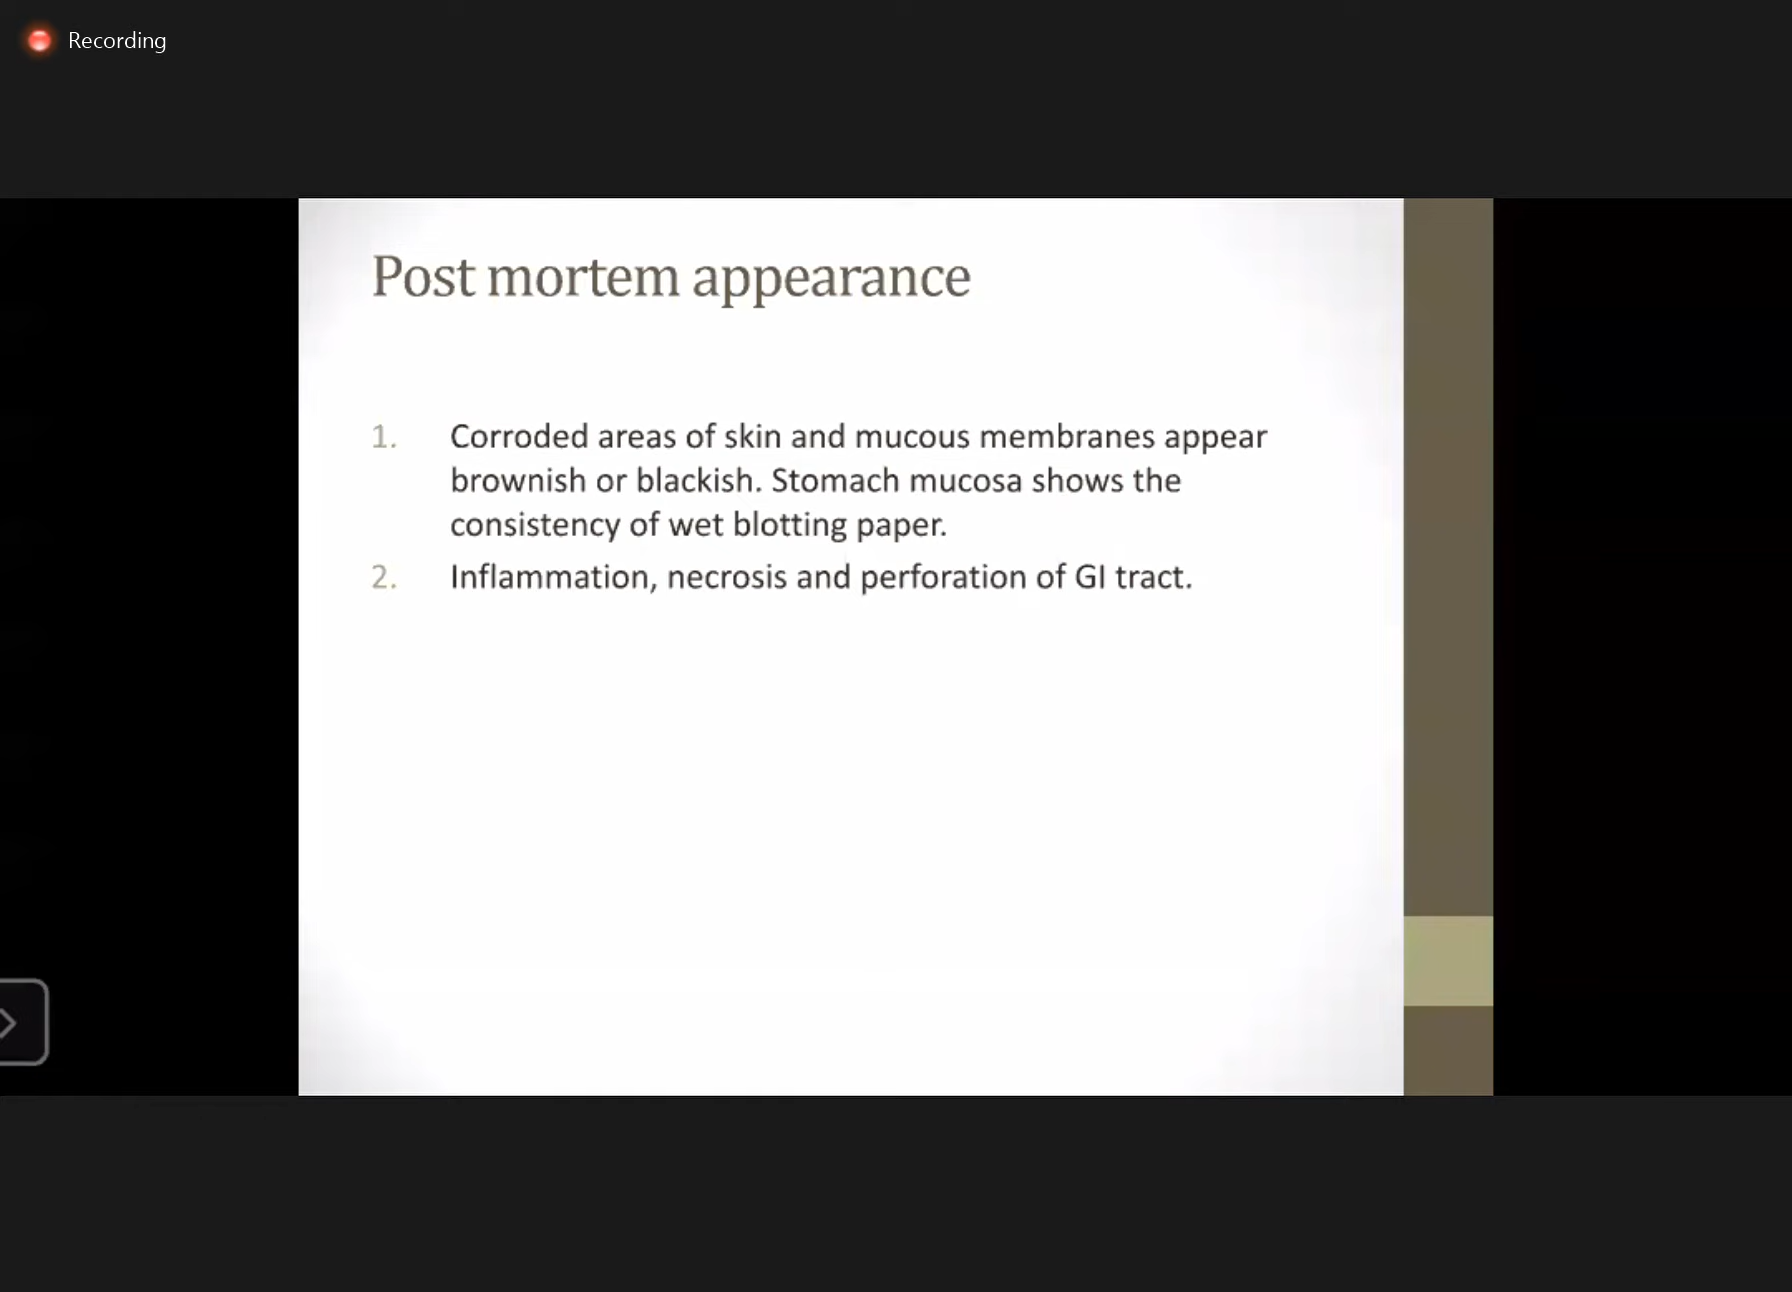 Recording
Post mortem appearance
1. Corroded areas of skin and mucous membranes appear
brownish or blackish. Stomach mucosa shows the
consistency of wet blotting paper.
2. Inflammation, necrosis and perforation of GI tract.